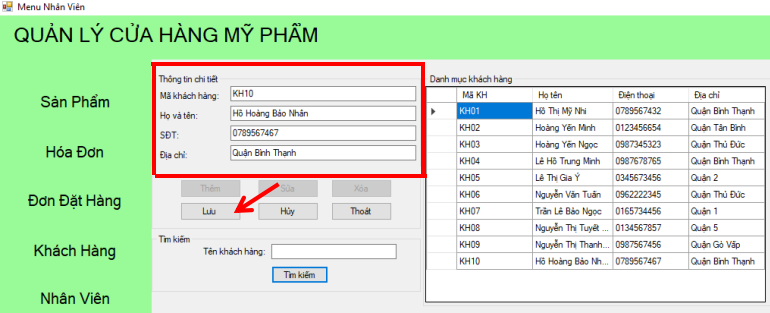 Menu Nhân Viên
QUẢN LÝ CỬA HÀNG MỸ PHẨM
Sản Phẩm
Hóa Đơn
Đơn Đặt Hàng
Khách Hàng
Nhân Viên
Thông tin chi tiết
Mã khách hàng: KH10
Họ và tên: Hồ Hoàng Bảo Nhân
SĐT: 0789567467
Địa chỉ: Quận Bình Thạnh
Thêm Sửa Xóa
Lưu Hủy Thoát
Tìm kiếm
Tên khách hàng:
Tìm kiếm
Danh mục khách hàng
Mã KH Họ tên Điện thoại Địa chỉ
KH01 Hồ Thị Mỹ Nhi 0789567432 Quận Bình Thạnh
KH02 Hoàng Yến Minh 0123456654 Quận Tân Bình
KH03 Hoàng Yến Ngọc 0987345323 Quận Thủ Đức
KH04 Lê Hồ Trung Minh 0987678765 Quận Bình Thạnh
KH05 Lê Thị Gia Ý 0345673456 Quận 2
KH06 Nguyễn Văn Tuấn 0962222345 Quận Thủ Đức
KH07 Trần Lê Bảo Ngọc 0165734456 Quận 1
KH08 Nguyễn Thị Tuyết ... 0134567857 Quận 5
KH09 Nguyễn Thị Thanh... 0987567456 Quận Gò Vấp
KH10 Hồ Hoàng Bảo Nh... 0789567467 Quận Bình Thạnh